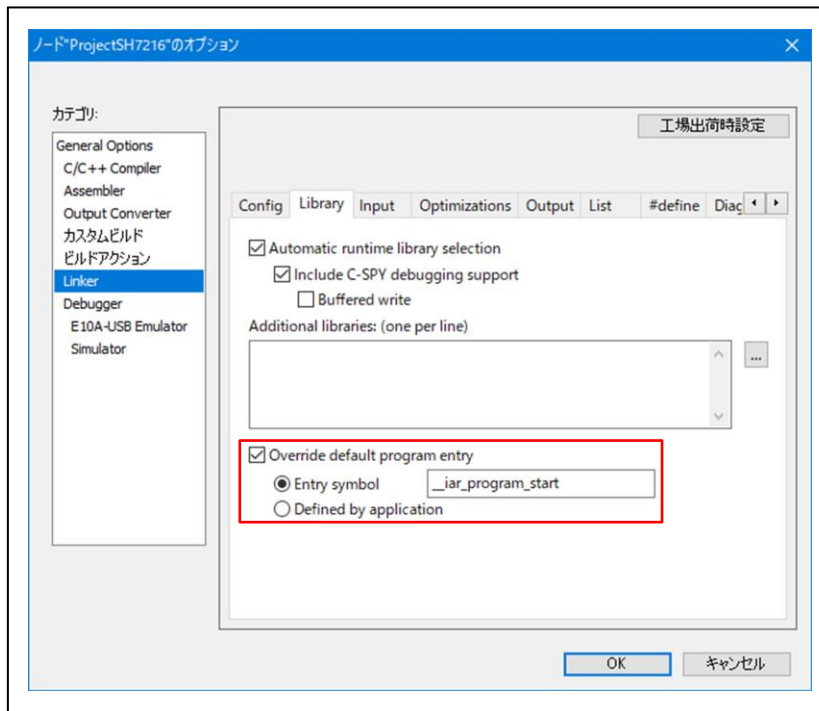 ノード"ProjectSH7216"のオプション
カテゴリ:
General Options
C/C++ Compiler
Assembler
Output Converter
カスタムビルド
ビルドアクション
Linker
Debugger
E10A-USB Emulator
Simulator
工場出荷時設定
Config Library Input Optimizations Output List #define Diag
Automatic runtime library selection
Include C-SPY debugging support
Buffered write
Additional libraries: (one per line)
...
Override default program entry
Entry symbol __iar_program_start
Defined by application
OK キャンセル